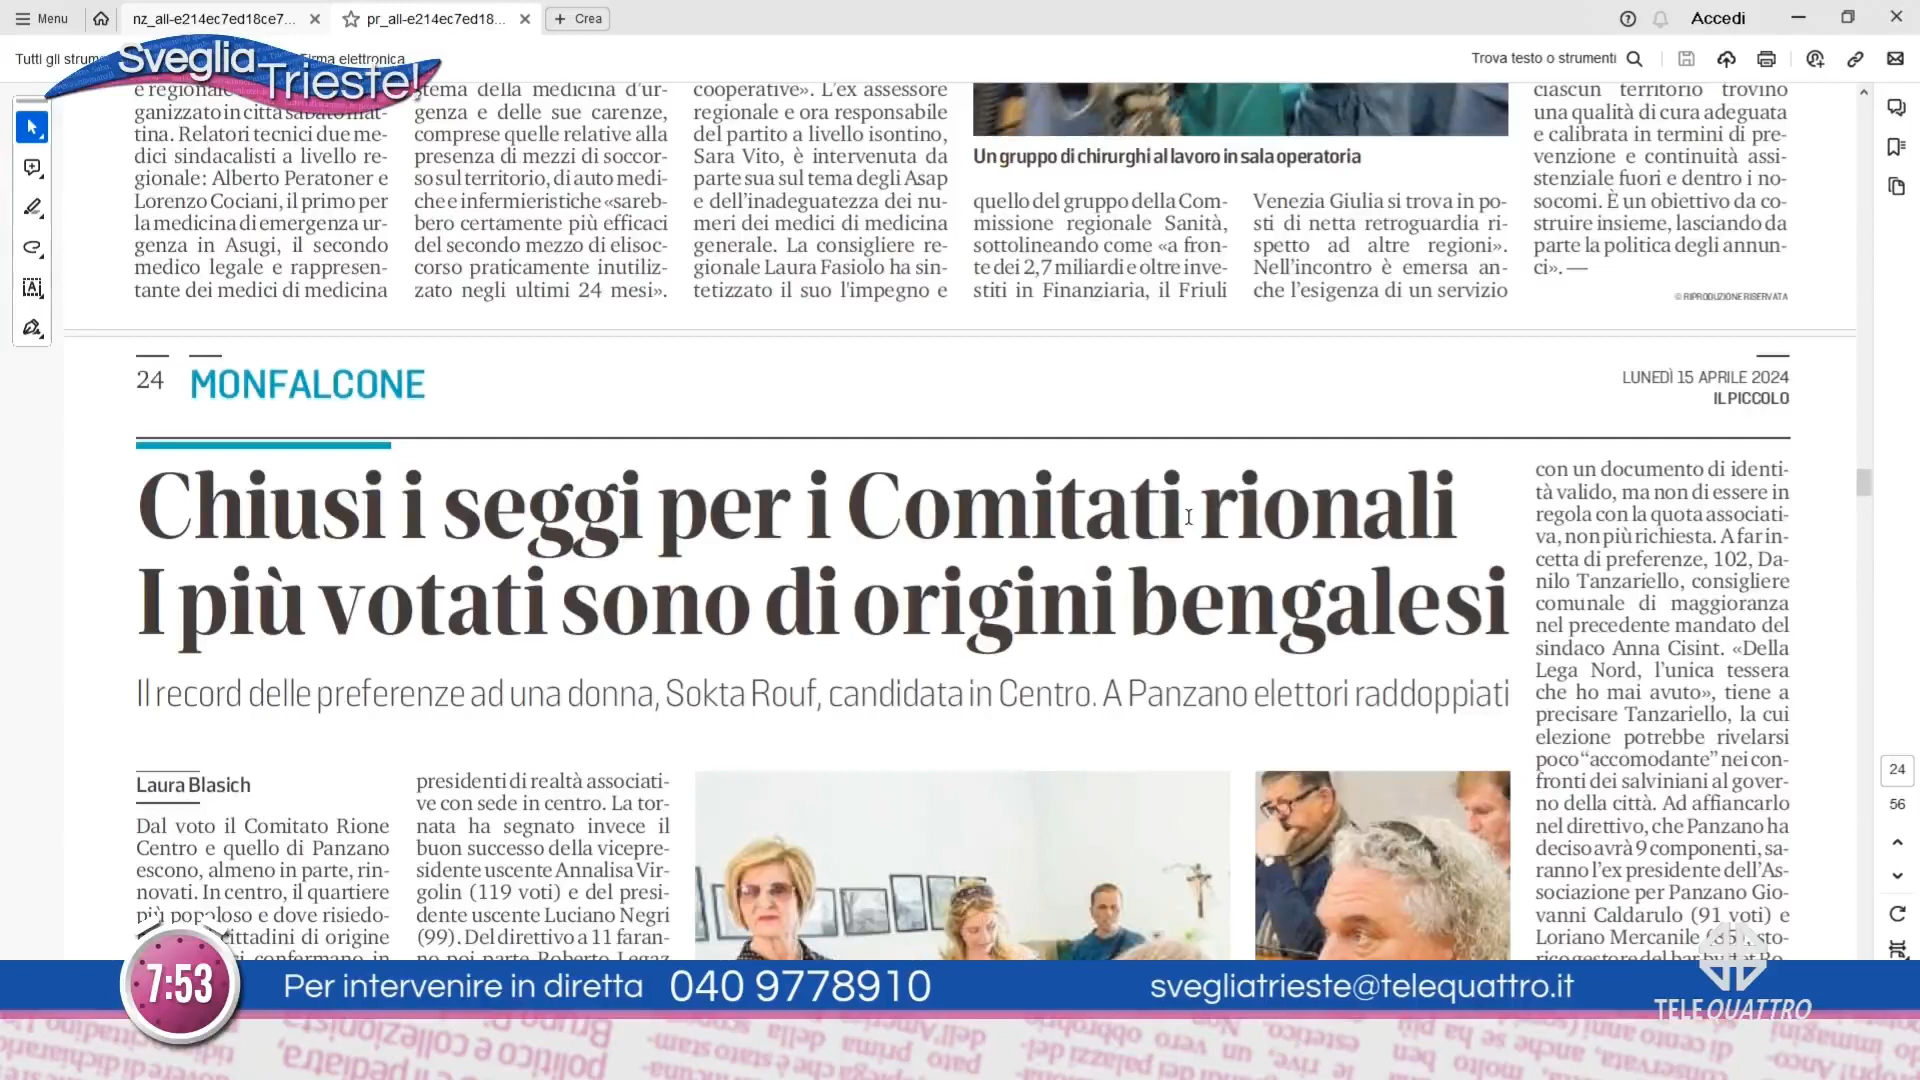 Menu
nz_all-e214ec7ed18ce7...
pr_all-e214ec7ed18...
Crea
Accedi
Tutti gli strum
Firma elettronica
Trova testo o strumenti
Sveglia
Trieste!
e regionale
ganizzato in città sabato mat-
tina. Relatori tecnici due me-
dici sindacalisti a livello re-
gionale: Alberto Peratoner e
Lorenzo Cociani, il primo per
la medicina di emergenza ur-
genza in Asugi, il secondo
medico legale e rappresen-
tante dei medici di medicina
tema della medicina d'ur-
genza e delle sue carenze,
comprese quelle relative alla
presenza di mezzi di soccor-
so sul territorio, di auto medi-
che e infermieristiche «sareb-
bero certamente più efficaci
del secondo mezzo di elisoc-
corso praticamente inutiliz-
zato negli ultimi 24 mesi».
cooperative». L'ex assessore
regionale e ora responsabile
del partito a livello isontino,
Sara Vito, è intervenuta da
parte sua sul tema degli Asap
e dell'inadeguatezza dei nu-
meri dei medici di medicina
generale. La consigliere re-
gionale Laura Fasiolo ha sin-
tetizzato il suo l'impegno e
Un gruppo di chirurghi al lavoro in sala operatoria
quello del gruppo della Com-
missione regionale Sanità,
sottolineando come «a fron-
te dei 2,7 miliardi e oltre inve-
stiti in Finanziaria, il Friuli
Venezia Giulia si trova in po-
sti di netta retroguardia ri-
spetto ad altre regioni».
Nell'incontro è emersa an-
che l'esigenza di un servizio
ciascun territorio trovino
una qualità di cura adeguata
e calibrata in termini di pre-
venzione e continuità assi-
stenziale fuori e dentro i no-
socomi. È un obiettivo da co-
struire insieme, lasciando da
parte la politica degli annun-
ci». —
© RIPRODUZIONE RISERVATA
24 MONFALCONE
LUNEDÌ 15 APRILE 2024
IL PICCOLO
Chiusi i seggi per i Comitati rionali
I più votati sono di origini bengalesi
Il record delle preferenze ad una donna, Sokta Rouf, candidata in Centro. A Panzano elettori raddoppiati
Laura Blasich
Dal voto il Comitato Rione
Centro e quello di Panzano
escono, almeno in parte, rin-
novati. In centro, il quartiere
più popoloso e dove risiedo-
cittadini di origine
confermano in
presidenti di realtà associati-
ve con sede in centro. La tor-
nata ha segnato invece il
buon successo della vicepre-
sidente uscente Annalisa Vir-
golin (119 voti) e del presi-
dente uscente Luciano Negri
(99). Del direttivo a 11 faran-
no poi parte Roberto Legaz
con un documento di identi-
tà valido, ma non di essere in
regola con la quota associati-
va, non più richiesta. A far in-
cetta di preferenze, 102, Da-
nilo Tanzariello, consigliere
comunale di maggioranza
nel precedente mandato del
sindaco Anna Cisint. «Della
Lega Nord, l'unica tessera
che ho mai avuto», tiene a
precisare Tanzariello, la cui
elezione potrebbe rivelarsi
poco "accomodante" nei con-
fronti dei salviniani al gover-
no della città. Ad affiancarlo
nel direttivo, che Panzano ha
deciso avrà 9 componenti, sa-
ranno l'ex presidente dell'As-
sociazione per Panzano Gio-
vanni Caldarulo (91 voti) e
Loriano Mercanile (85), sto-
rico gestore del bar buffet Ro-
24
56
7:53
Per intervenire in diretta 040 9778910
svegliatrieste@telequattro.it
TELEQUATTRO